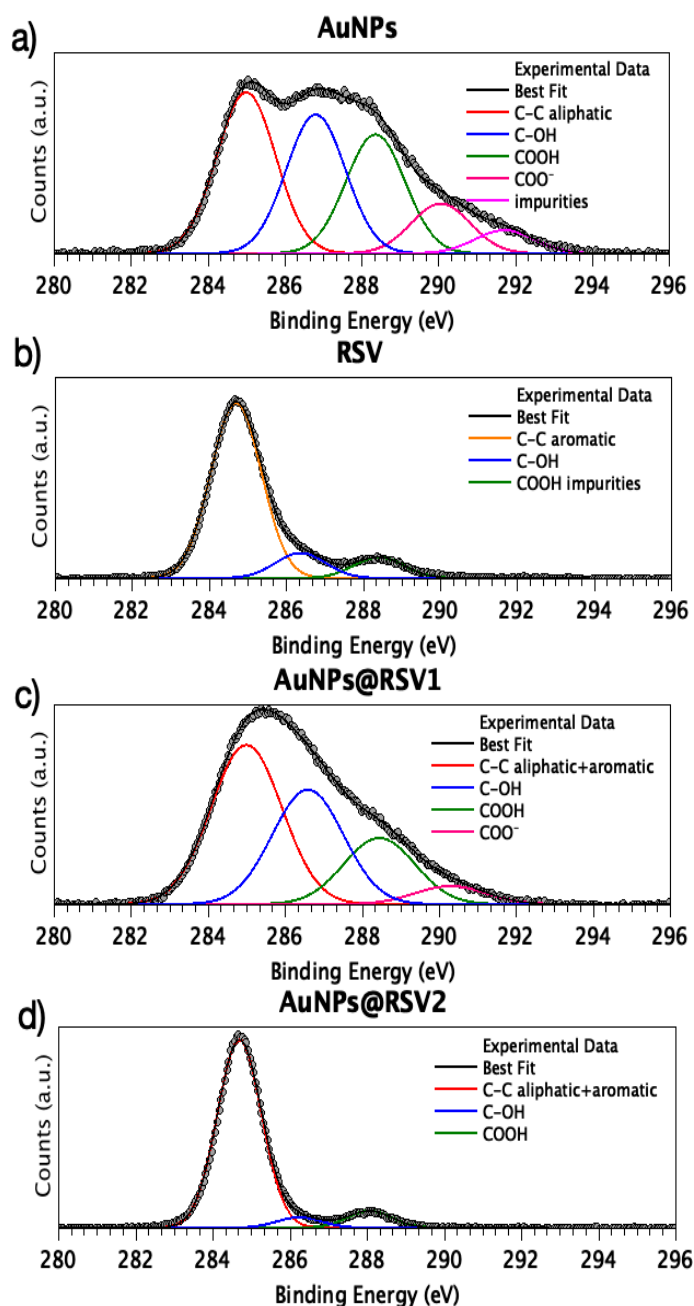 a)
AuNPs
Experimental Data
Best Fit
C-C aliphatic
C-OH
COOH
COO⁻
impurities
Counts (a.u.)
280 282 284 286 288 290 292 294 296
Binding Energy (eV)
b)
RSV
Experimental Data
Best Fit
C-C aromatic
C-OH
COOH impurities
Counts (a.u.)
280 282 284 286 288 290 292 294 296
Binding Energy (eV)
c)
AuNPs@RSV1
Experimental Data
Best Fit
C-C aliphatic+aromatic
C-OH
COOH
COO⁻
Counts (a.u.)
280 282 284 286 288 290 292 294 296
Binding Energy (eV)
d)
AuNPs@RSV2
Experimental Data
Best Fit
C-C aliphatic+aromatic
C-OH
COOH
Counts (a.u.)
280 282 284 286 288 290 292 294 296
Binding Energy (eV)